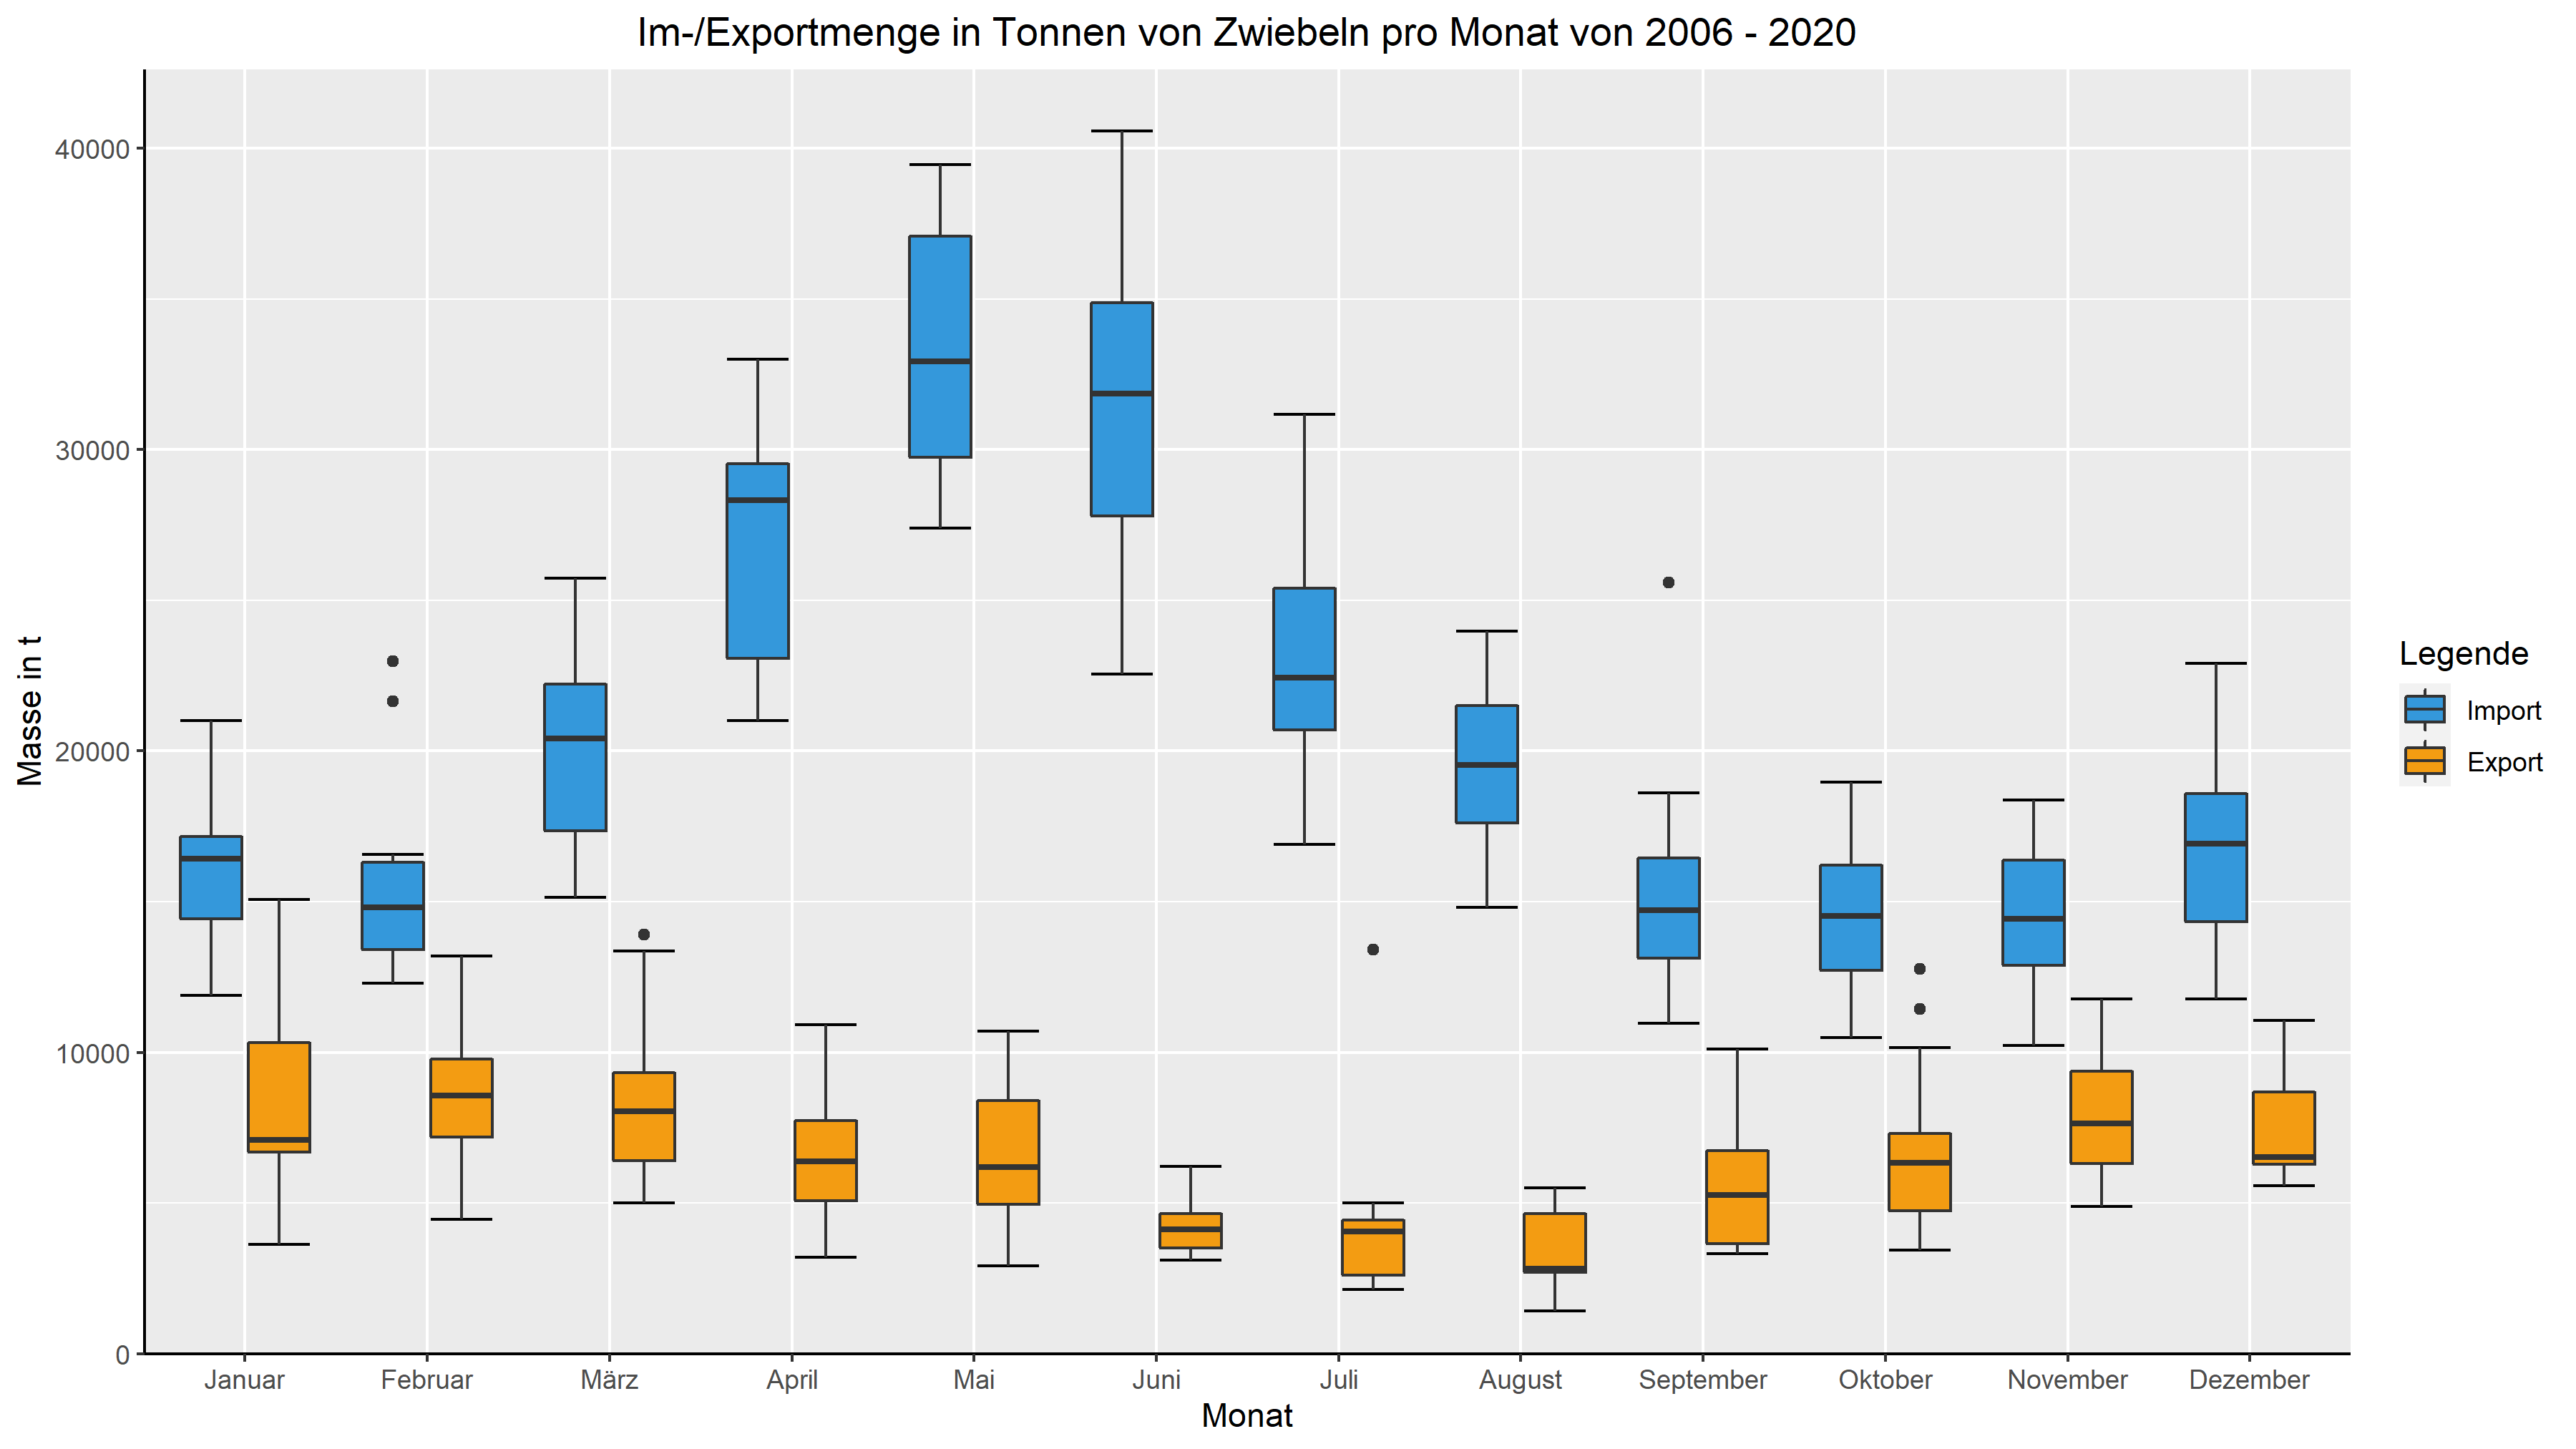 Im-/Exportmenge in Tonnen von Zwiebeln pro Monat von 2006 - 2020
Masse in t
40000
30000
20000
10000
0
Januar Februar März April Mai Juni Juli August September Oktober November Dezember
Monat
Legende
Import
Export